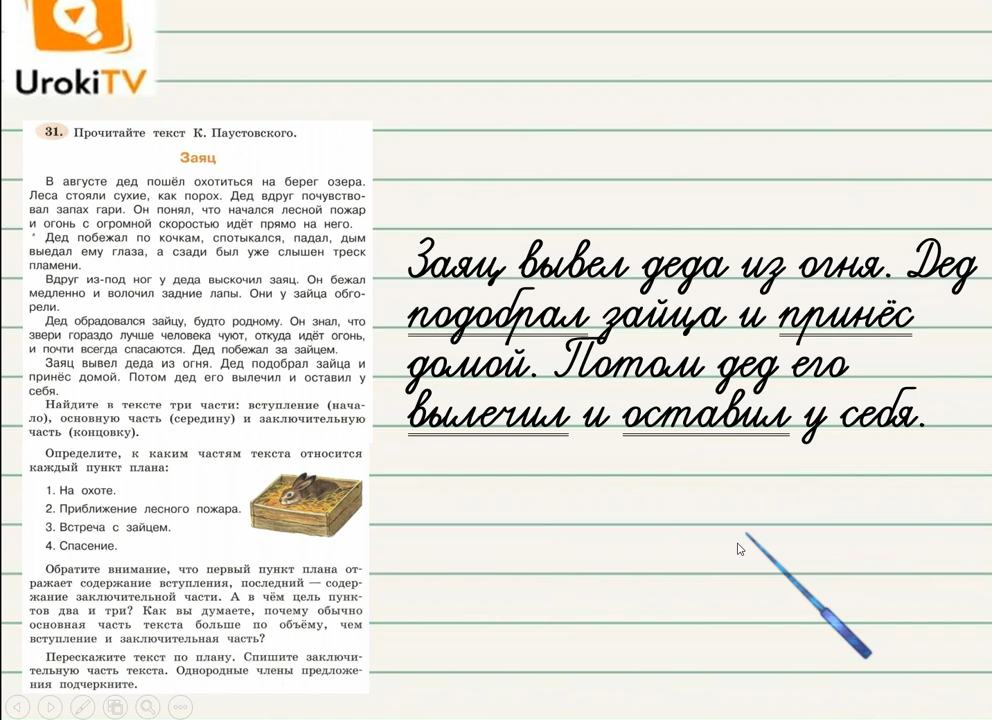 UrokiTV
31. Прочитайте текст К. Паустовского.
Заяц
В августе дед пошёл охотиться на берег озера.
Леса стояли сухие, как порох. Дед вдруг почувство-
вал запах гари. Он понял, что начался лесной пожар
и огонь с огромной скоростью идёт прямо на него.
Дед побежал по кочкам, спотыкался, падал, дым
выедал ему глаза, а сзади был уже слышен треск
пламени.
Вдруг из-под ног у деда выскочил заяц. Он бежал
медленно и волочил задние лапы. Они у зайца обго-
рели.
Дед обрадовался зайцу, будто родному. Он знал, что
звери гораздо лучше человека чуют, откуда идёт огонь,
и почти всегда спасаются. Дед побежал за зайцем.
Заяц вывел деда из огня. Дед подобрал зайца и
принёс домой. Потом дед его вылечил и оставил у
себя.
Найдите в тексте три части: вступление (нача-
ло), основную часть (середину) и заключительную
часть (концовку).
Определите, к каким частям текста относится
каждый пункт плана:
1. На охоте.
2. Приближение лесного пожара.
3. Встреча с зайцем.
4. Спасение.
Обратите внимание, что первый пункт плана от-
ражает содержание вступления, последний — содер-
жание заключительной части. А в чём цель пунк-
тов два и три? Как вы думаете, почему обычно
основная часть текста больше по объёму, чем
вступление и заключительная часть?
Перескажите текст по плану. Спишите заключи-
тельную часть текста. Однородные члены предложе-
ния подчеркните.
Заяц вывел деда из огня. Дед
подобрал зайца и принёс
домой. Потом дед его
вылечил и оставил у себя.